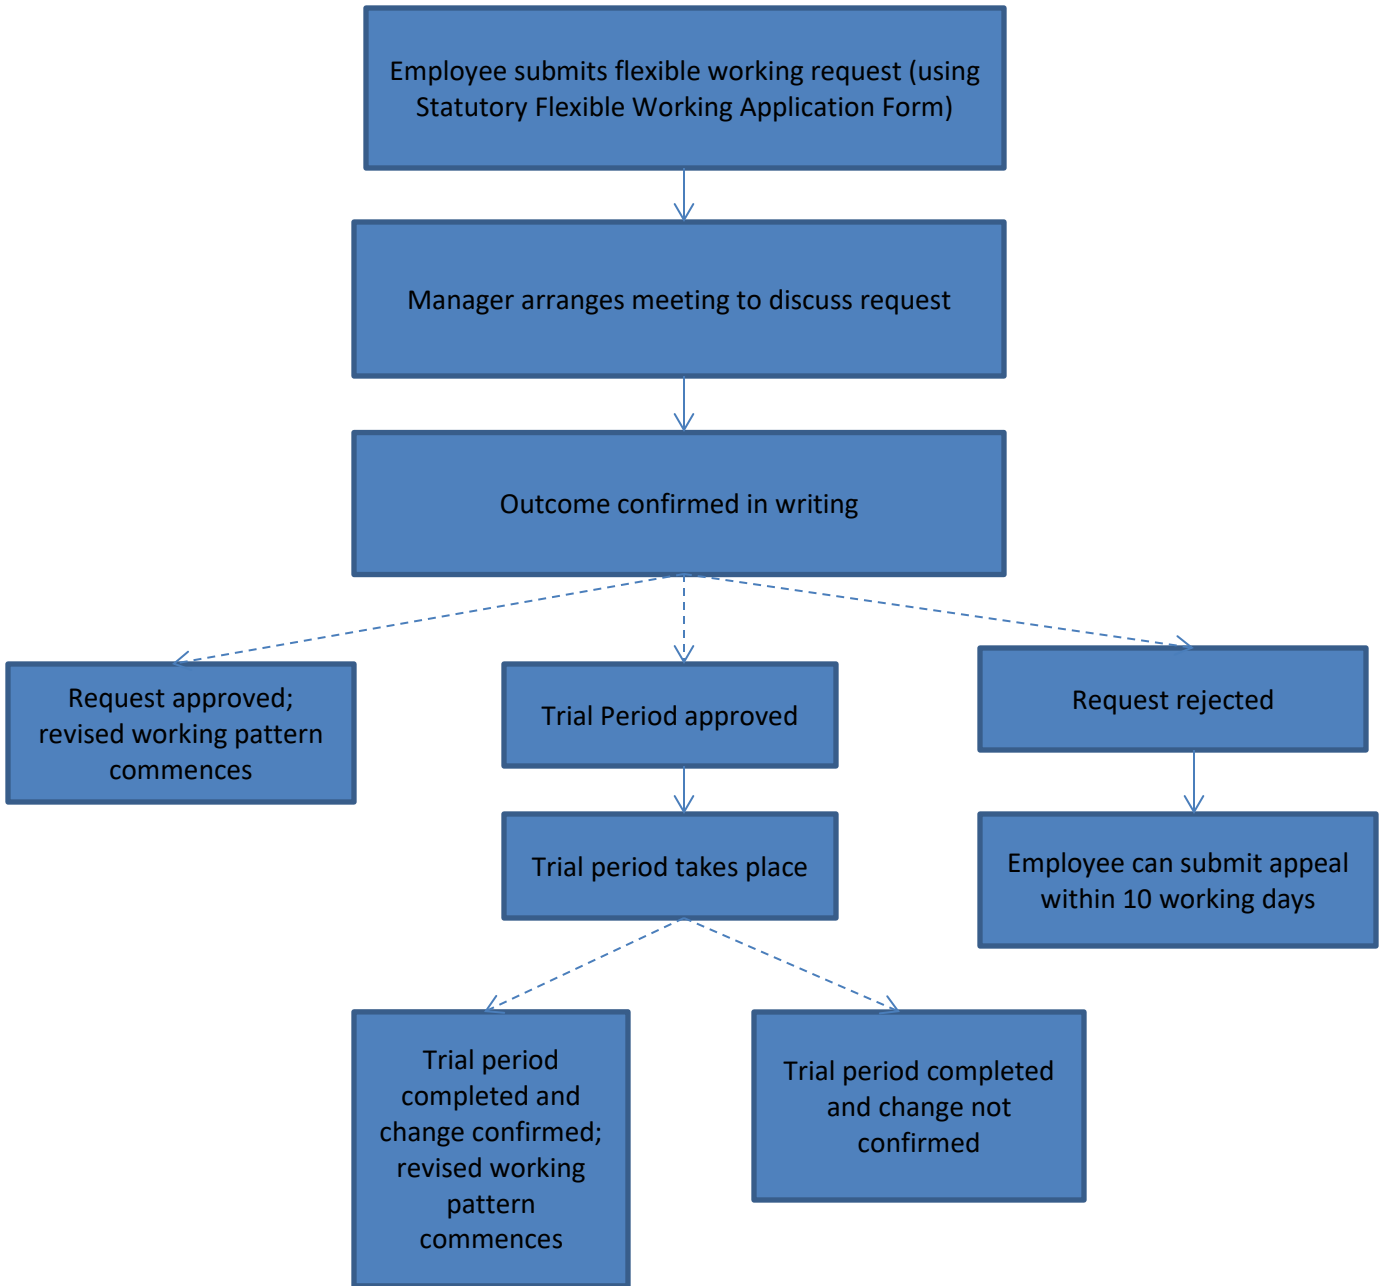 Employee submits flexible working request (using
Statutory Flexible Working Application Form)
Manager arranges meeting to discuss request
Outcome confirmed in writing
Request approved;
revised working pattern
commences
Trial Period approved
Request rejected
Trial period takes place
Employee can submit appeal
within 10 working days
Trial period
completed and
change confirmed;
revised working
pattern
commences
Trial period completed
and change not
confirmed